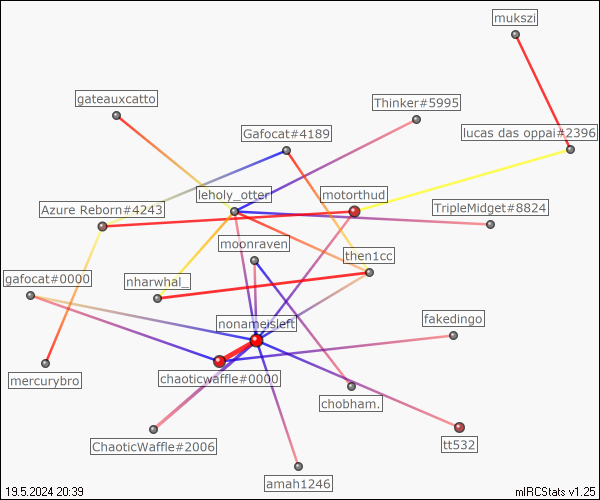 mukszi
gateauxcatto
Thinker#5995
Gafocat#4189
lucas das oppai#2396
leholy_otter
motorthud
Azure Reborn#4243
TripleMidget#8824
moonraven
then1cc
gafocat#0000
nharwhal_
nonameisleft
fakedingo
mercurybro
chaoticwaffle#0000
chobham.
ChaoticWaffle#2006
tt532
amah1246
19.5.2024 20:39
mIRCStats v1.25